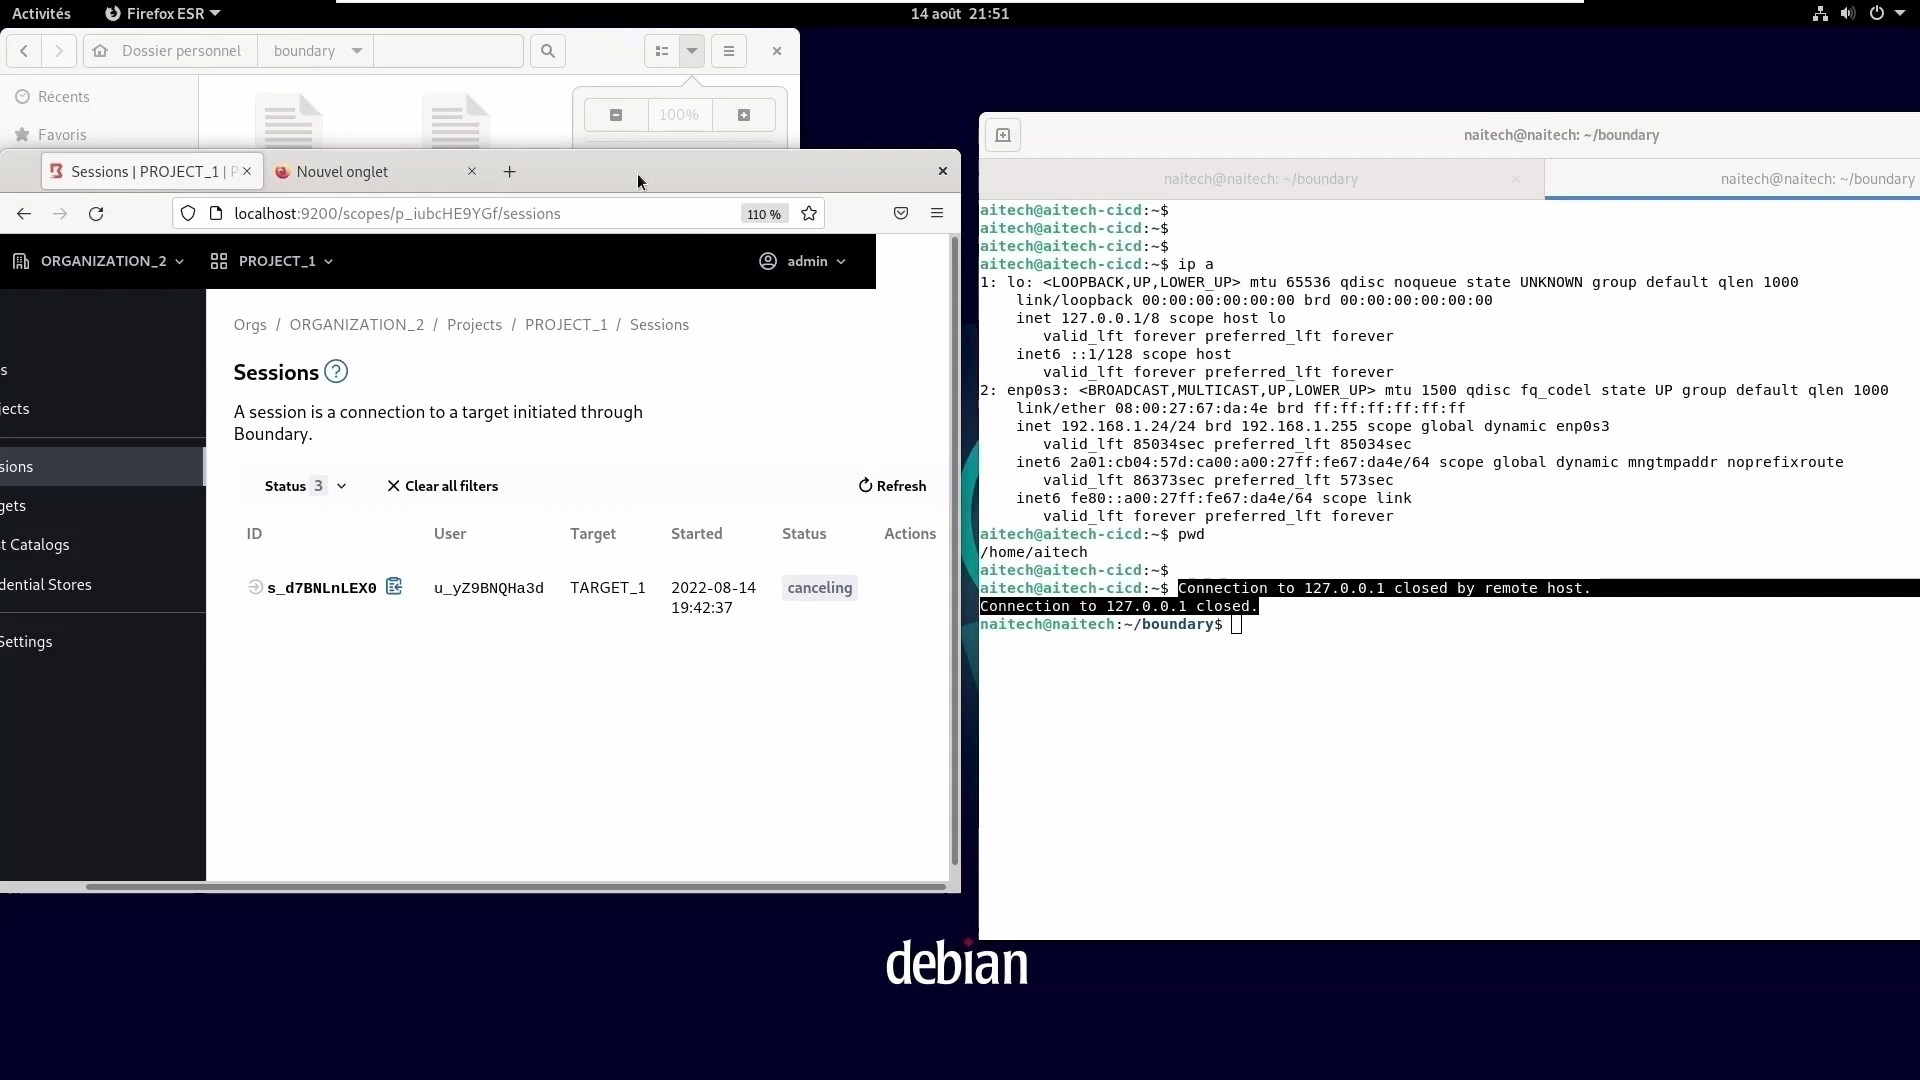 Activités
Firefox ESR
14 août 21:51
Dossier personnel
boundary
Récents
Favoris
100%
Sessions | PROJECT_1 | P
Nouvel onglet
localhost:9200/scopes/p_iubcHE9YGf/sessions
110 %
ORGANIZATION_2
PROJECT_1
admin
s
jects
sions
gets
t Catalogs
dential Stores
Settings
Orgs / ORGANIZATION_2 / Projects / PROJECT_1 / Sessions
Sessions ?
A session is a connection to a target initiated through
Boundary.
Status 3
Clear all filters
Refresh
ID User Target Started Status Actions
s_d7BNLnLEX0 u_yZ9BNQHa3d TARGET_1 2022-08-14 canceling
19:42:37
naitech@naitech: ~/boundary
naitech@naitech: ~/boundary
naitech@naitech: ~/boundary
aitech@aitech-cicd:~$
aitech@aitech-cicd:~$
aitech@aitech-cicd:~$
aitech@aitech-cicd:~$ ip a
1: lo: <LOOPBACK,UP,LOWER_UP> mtu 65536 qdisc noqueue state UNKNOWN group default qlen 1000
link/loopback 00:00:00:00:00:00 brd 00:00:00:00:00:00
inet 127.0.0.1/8 scope host lo
valid_lft forever preferred_lft forever
inet6 ::1/128 scope host
valid_lft forever preferred_lft forever
2: enp0s3: <BROADCAST,MULTICAST,UP,LOWER_UP> mtu 1500 qdisc fq_codel state UP group default qlen 1000
link/ether 08:00:27:67:da:4e brd ff:ff:ff:ff:ff:ff
inet 192.168.1.24/24 brd 192.168.1.255 scope global dynamic enp0s3
valid_lft 85034sec preferred_lft 85034sec
inet6 2a01:cb04:57d:ca00:a00:27ff:fe67:da4e/64 scope global dynamic mngtmpaddr noprefixroute
valid_lft 86373sec preferred_lft 573sec
inet6 fe80::a00:27ff:fe67:da4e/64 scope link
valid_lft forever preferred_lft forever
aitech@aitech-cicd:~$ pwd
/home/aitech
aitech@aitech-cicd:~$
aitech@aitech-cicd:~$ Connection to 127.0.0.1 closed by remote host.
Connection to 127.0.0.1 closed.
naitech@naitech:~/boundary$
debian